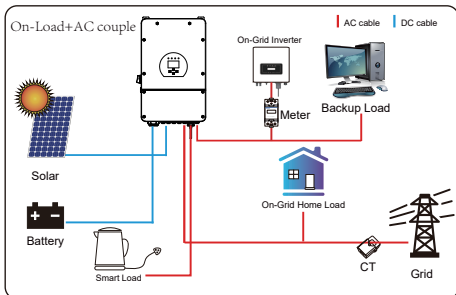 On-Load+AC couple
AC cable
DC cable
On-Grid Inverter
Backup Load
Meter
Solar
On-Grid Home Load
Battery
CT
Grid
Smart Load